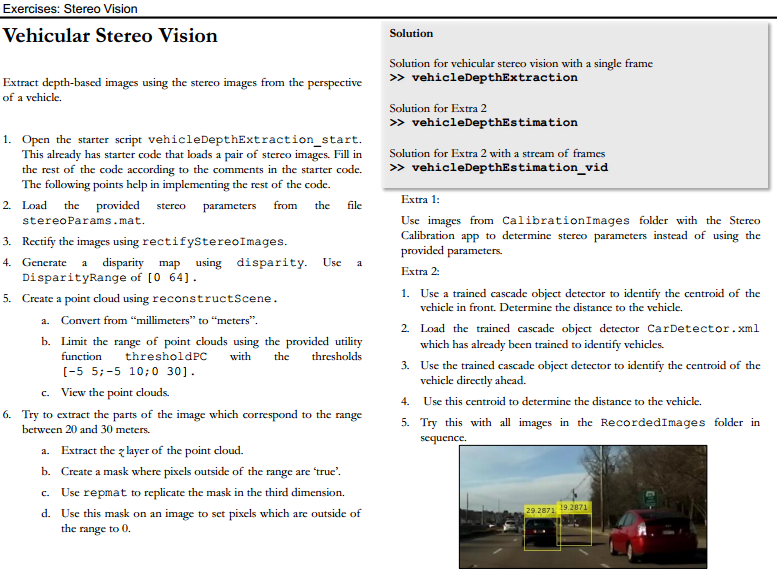 Exercises: Stereo Vision
Vehicular Stereo Vision
Extract depth-based images using the stereo images from the perspective
of a vehicle.
1. Open the starter script vehicleDepthExtraction_start.
This already has starter code that loads a pair of stereo images. Fill in
the rest of the code according to the comments in the starter code.
The following points help in implementing the rest of the code.
2. Load the provided stereo parameters from the file
stereoParams.mat.
3. Rectify the images using rectifyStereoImages.
4. Generate a disparity map using disparity. Use a
DisparityRange of [0 64].
5. Create a point cloud using reconstructScene.
a. Convert from “millimeters” to “meters”.
b. Limit the range of point clouds using the provided utility
function thresholdPC with the thresholds
[-5 5;-5 10;0 30].
c. View the point clouds.
6. Try to extract the parts of the image which correspond to the range
between 20 and 30 meters.
a. Extract the z layer of the point cloud.
b. Create a mask where pixels outside of the range are ‘true’.
c. Use repmat to replicate the mask in the third dimension.
d. Use this mask on an image to set pixels which are outside of
the range to 0.
Solution
Solution for vehicular stereo vision with a single frame
>> vehicleDepthExtraction
Solution for Extra 2
>> vehicleDepthEstimation
Solution for Extra 2 with a stream of frames
>> vehicleDepthEstimation_vid
Extra 1:
Use images from CalibrationImages folder with the Stereo
Calibration app to determine stereo parameters instead of using the
provided parameters.
Extra 2:
1. Use a trained cascade object detector to identify the centroid of the
vehicle in front. Determine the distance to the vehicle.
2. Load the trained cascade object detector CarDetector.xml
which has already been trained to identify vehicles.
3. Use the trained cascade object detector to identify the centroid of the
vehicle directly ahead.
4. Use this centroid to determine the distance to the vehicle.
5. Try this with all images in the RecordedImages folder in
sequence.
29.2871 29.2871